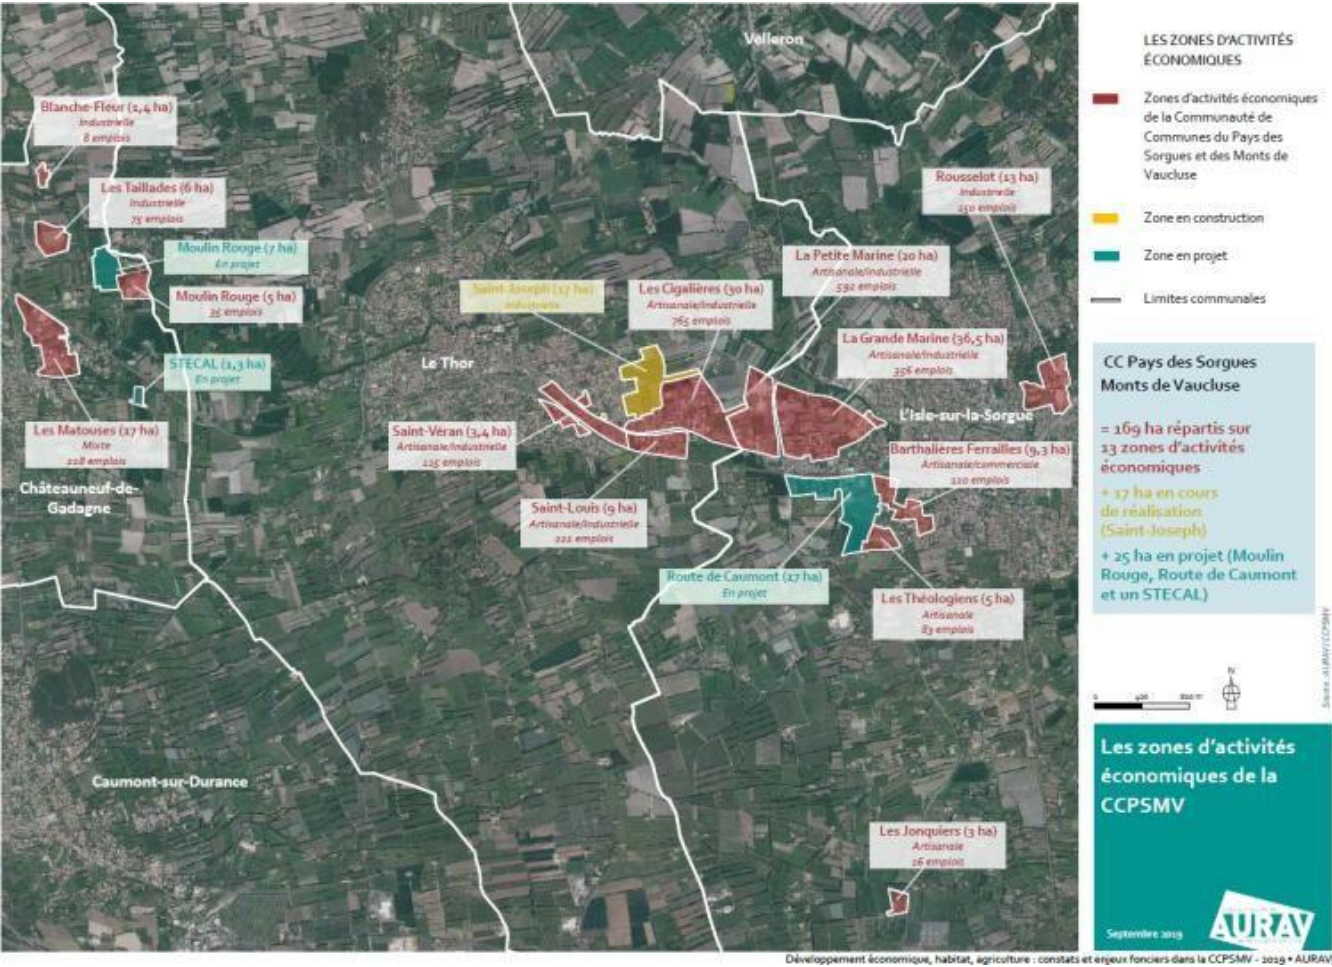 Velleron
Blanche-Fleur (1,4 ha)
Industrielle
8 emplois
Les Taillades (6 ha)
Industrielle
75 emplois
Moulin Rouge (7 ha)
En projet
Moulin Rouge (5 ha)
35 emplois
STECAL (1,3 ha)
En projet
Les Matouses (17 ha)
Mixte
228 emplois
Châteauneuf-de-
Gadagne
Le Thor
Saint-Joseph (17 ha)
Industrielle
Les Cigalières (30 ha)
Artisanale/Industrielle
765 emplois
La Petite Marine (20 ha)
Artisanale/industrielle
592 emplois
Rousselot (13 ha)
Industrielle
150 emplois
La Grande Marine (36,5 ha)
Artisanale/Industrielle
356 emplois
L'Isle-sur-la-Sorgue
Saint-Véran (3,4 ha)
Artisanale/Industrielle
125 emplois
Barthalières Ferrailles (9,3 ha)
Artisanale/commerciale
110 emplois
Saint-Louis (9 ha)
Artisanale/Industrielle
222 emplois
Route de Caumont (17 ha)
En projet
Les Théologiens (5 ha)
Artisanale
83 emplois
Caumont-sur-Durance
Les Jonquiers (3 ha)
Artisanale
26 emplois
LES ZONES D'ACTIVITÉS
ÉCONOMIQUES
Zones d'activités économiques
de la Communauté de
Communes du Pays des
Sorgues et des Monts de
Vaucluse
Zone en construction
Zone en projet
Limites communales
CC Pays des Sorgues
Monts de Vaucluse
= 169 ha répartis sur
13 zones d'activités
économiques
+ 17 ha en cours
de réalisation
(Saint-Joseph)
+ 25 ha en projet (Moulin
Rouge, Route de Caumont
et un STECAL)
Source : AURAV / CCPSMV
N
0 400 800 m
Les zones d'activités
économiques de la
CCPSMV
Septembre 2019
AURAV
Développement économique, habitat, agriculture : constats et enjeux fonciers dans la CCPSMV - 2019 • AURAV